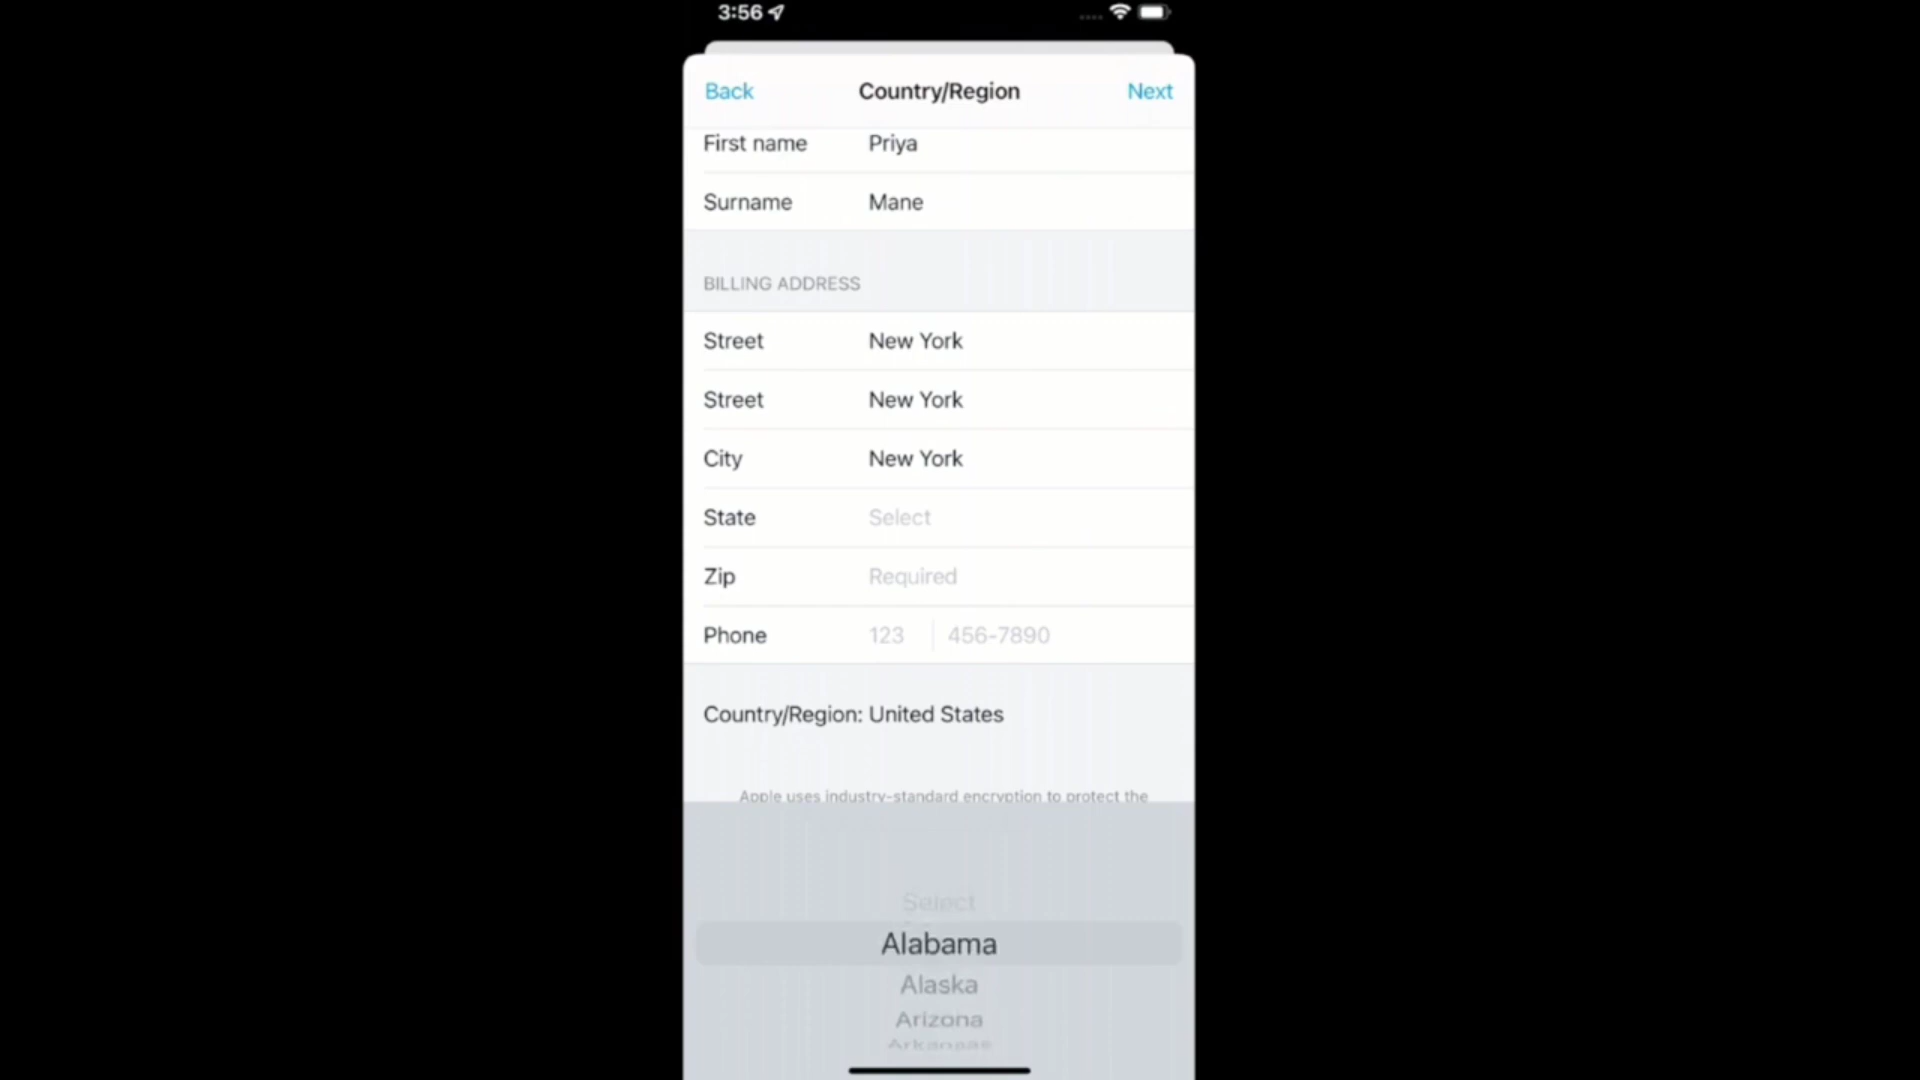 3:56
Back Country/Region Next
First name Priya
Surname Mane
BILLING ADDRESS
Street New York
Street New York
City New York
State Select
Zip Required
Phone 123 456-7890
Country/Region: United States
Apple uses industry-standard encryption to protect the
Select
Alabama
Alaska
Arizona
Arkansas